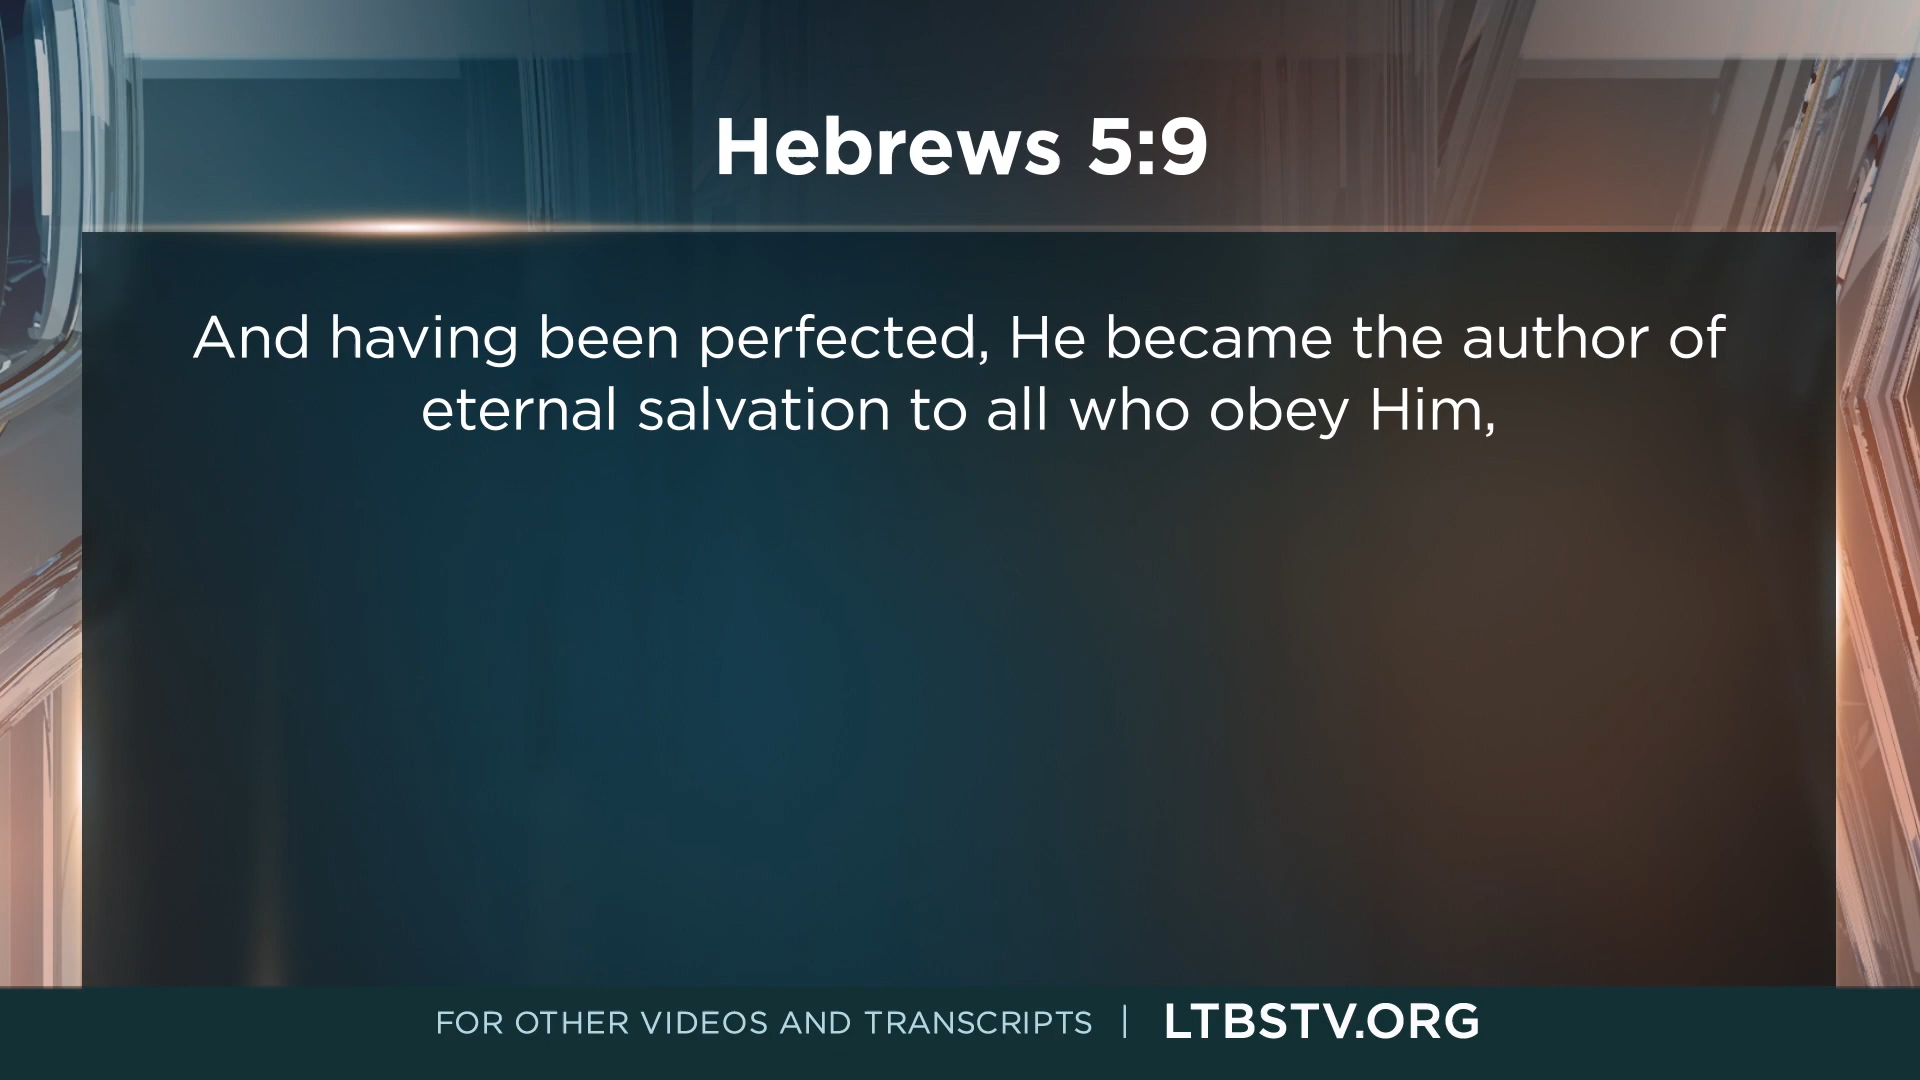 Hebrews 5:9
And having been perfected, He became the author of
eternal salvation to all who obey Him,
FOR OTHER VIDEOS AND TRANSCRIPTS | LTBSTV.ORG